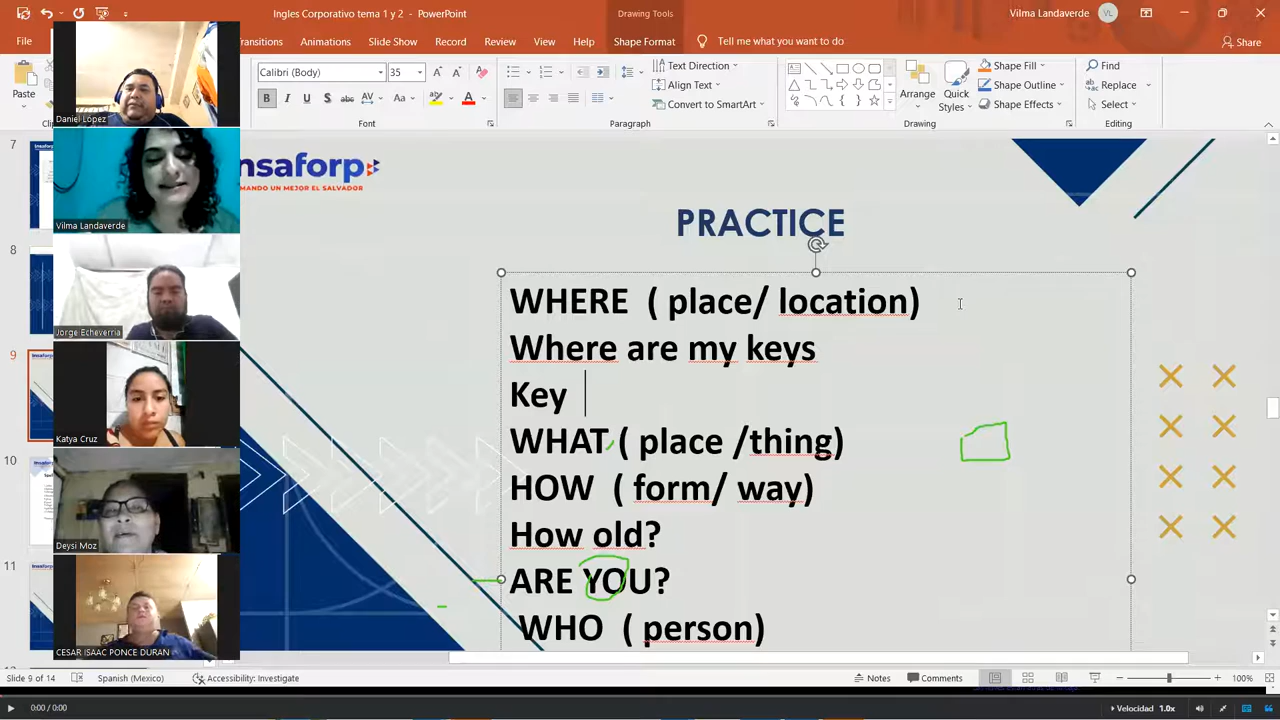 Ingles Corporativo tema 1 y 2 - PowerPoint
Drawing Tools
Vilma Landaverde
VL
File
Transitions
Animations
Slide Show
Record
Review
View
Help
Shape Format
Tell me what you want to do
Share
Paste
Calibri (Body)
35
Text Direction
Align Text
Convert to SmartArt
Arrange
Quick
Styles
Shape Fill
Shape Outline
Shape Effects
Find
Replace
Select
Font
Paragraph
Drawing
Editing
Daniel López
Vilma Landaverde
Jorge Echeverria
Katya Cruz
Deysi Moz
CESAR ISAAC PONCE DURAN
7
8
9
10
11
nsaforp
MANDO UN MEJOR EL SALVADOR
PRACTICE
WHERE ( place/ location)
Where are my keys
Key
WHAT ( place /thing)
HOW ( form/ way)
How old?
ARE YOU?
WHO ( person)
Slide 9 of 14
Spanish (Mexico)
Accessibility: Investigate
Notes
Comments
100%
0:00 / 0:00
Velocidad 1.0x